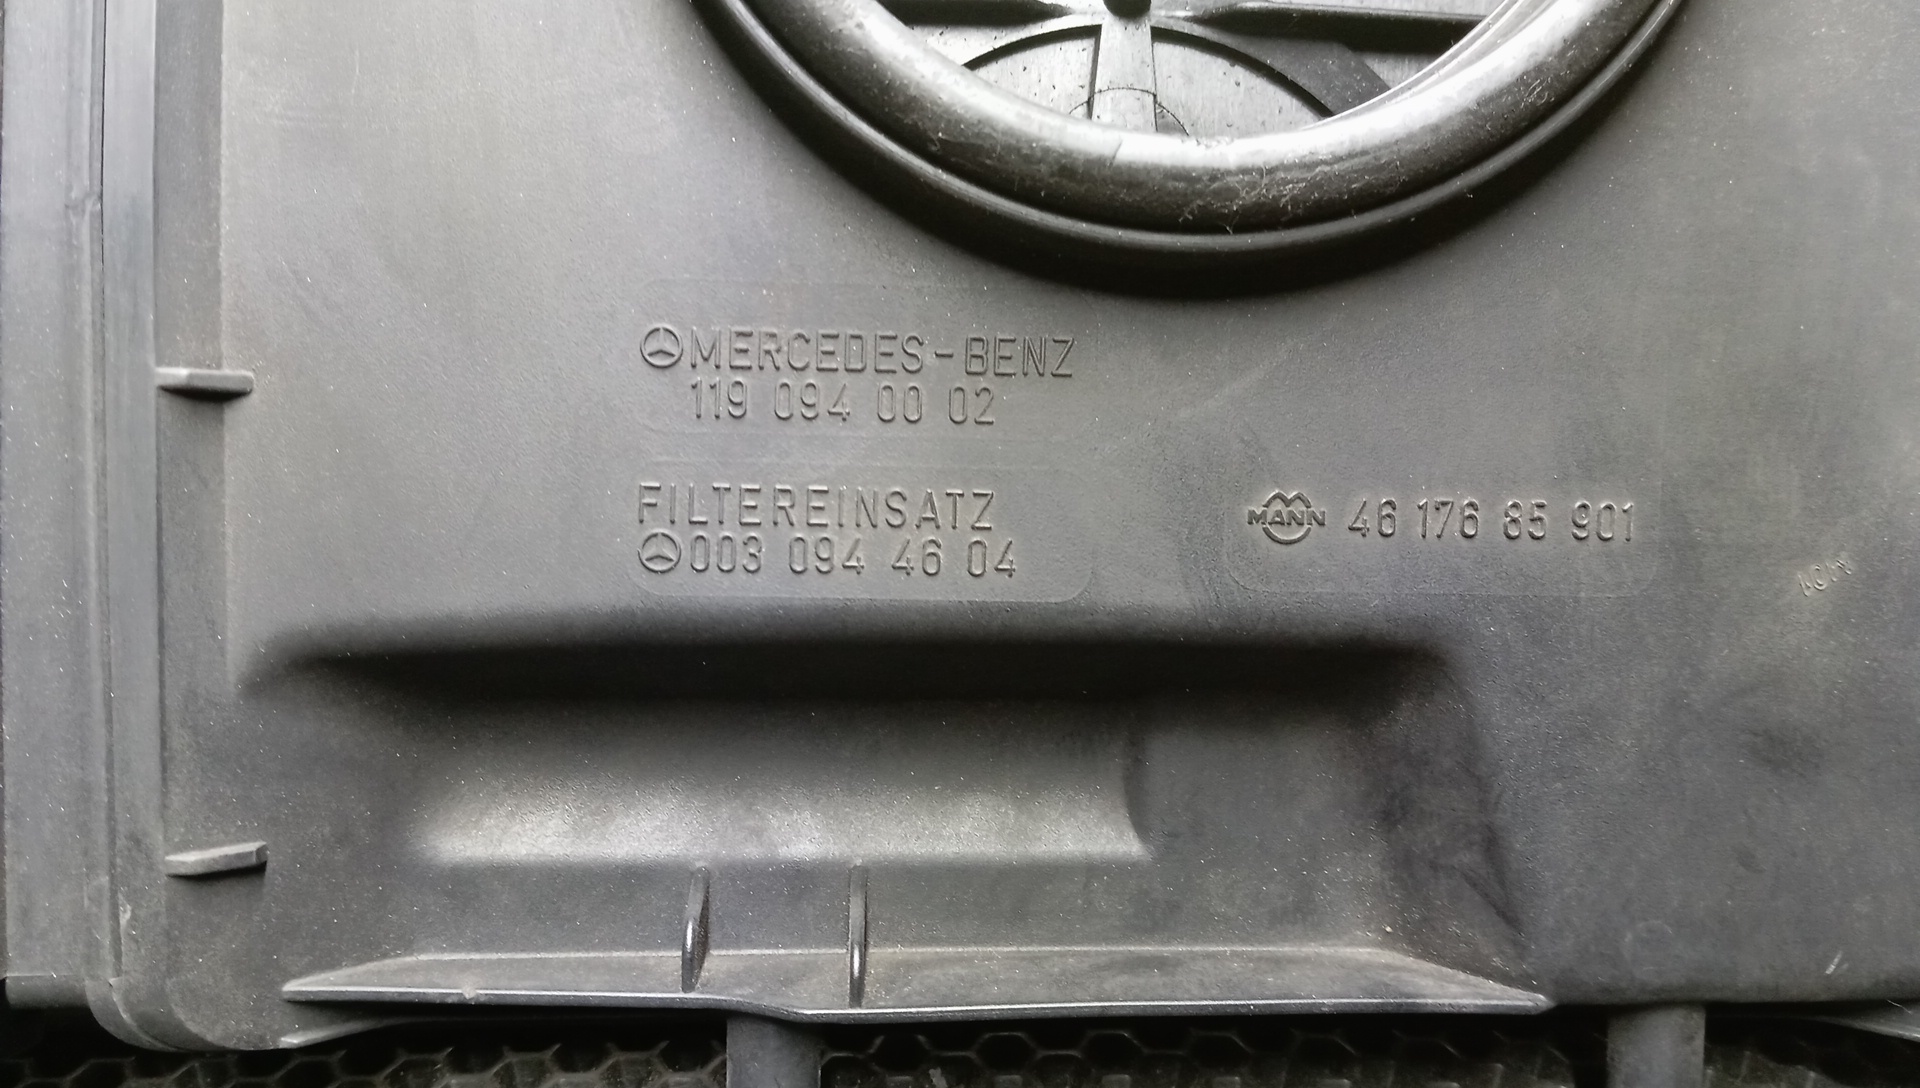 MERCEDES-BENZ
119 094 00 02
FILTEREINSATZ
003 094 46 04
MANN 46 176 85 901